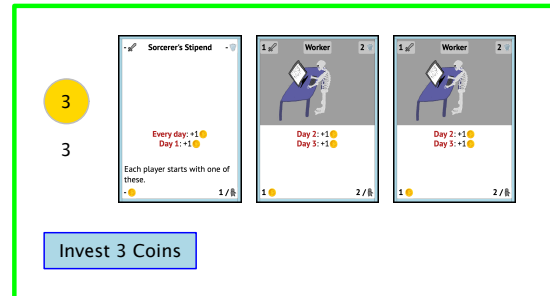 3
3
- Sorcerer's Stipend -
Every day: +1
Day 1: +1
Each player starts with one of
these.
- 1 /
1 Worker 2
Day 2: +1
Day 3: +1
1 2 /
1 Worker 2
Day 2: +1
Day 3: +1
1 2 /
Invest 3 Coins